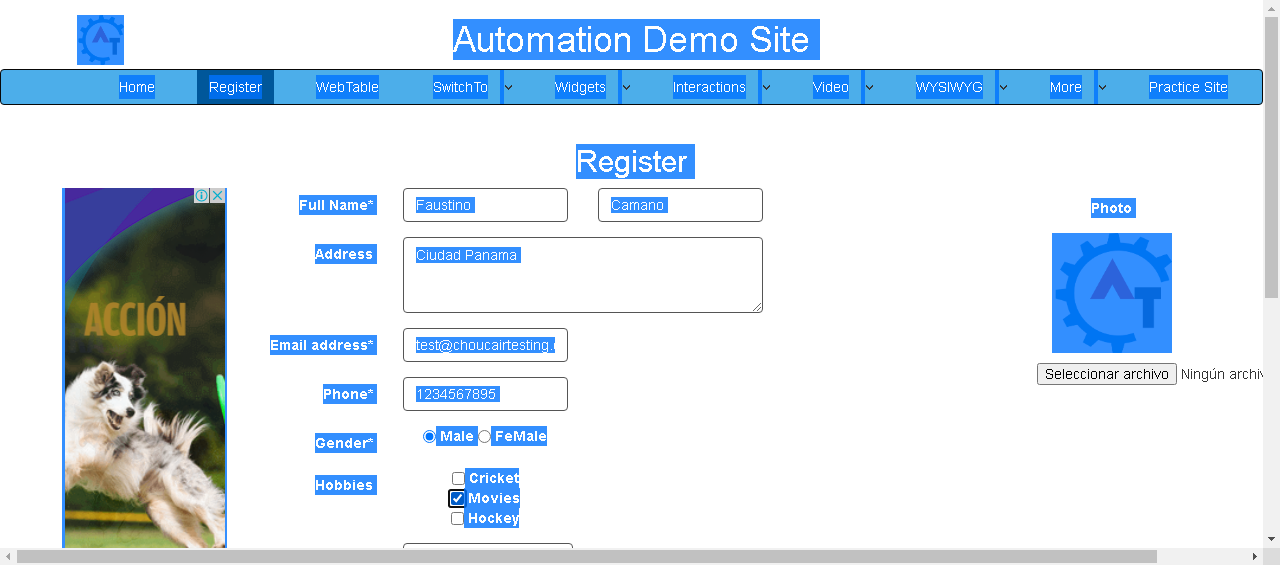 Automation Demo Site
Home Register WebTable SwitchTo Widgets Interactions Video WYSIWYG More Practice Site
Register
ACCIÓN
Full Name* Faustino Camano
Photo
Address Ciudad Panama
Email address* test@choucairtesting.
Phone* 1234567895
Seleccionar archivo Ningún archiv
Gender* Male FeMale
Hobbies Cricket
Movies
Hockey